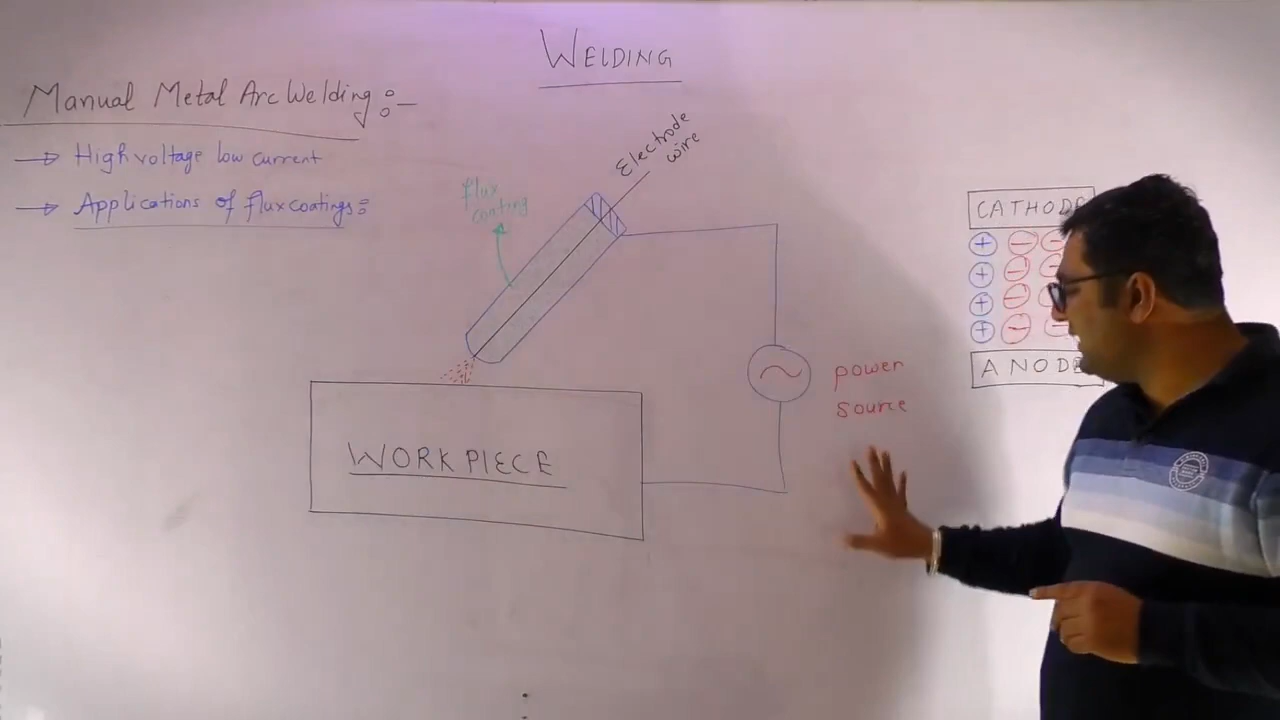 WELDING
Manual Metal Arc Welding :-
→ High voltage low current
→ Applications of flux coatings :
Electrode
wire
flux
coating
CATHODE
+ - -
+ - -
+ - -
+ - -
ANODE
power
source
WORKPIECE